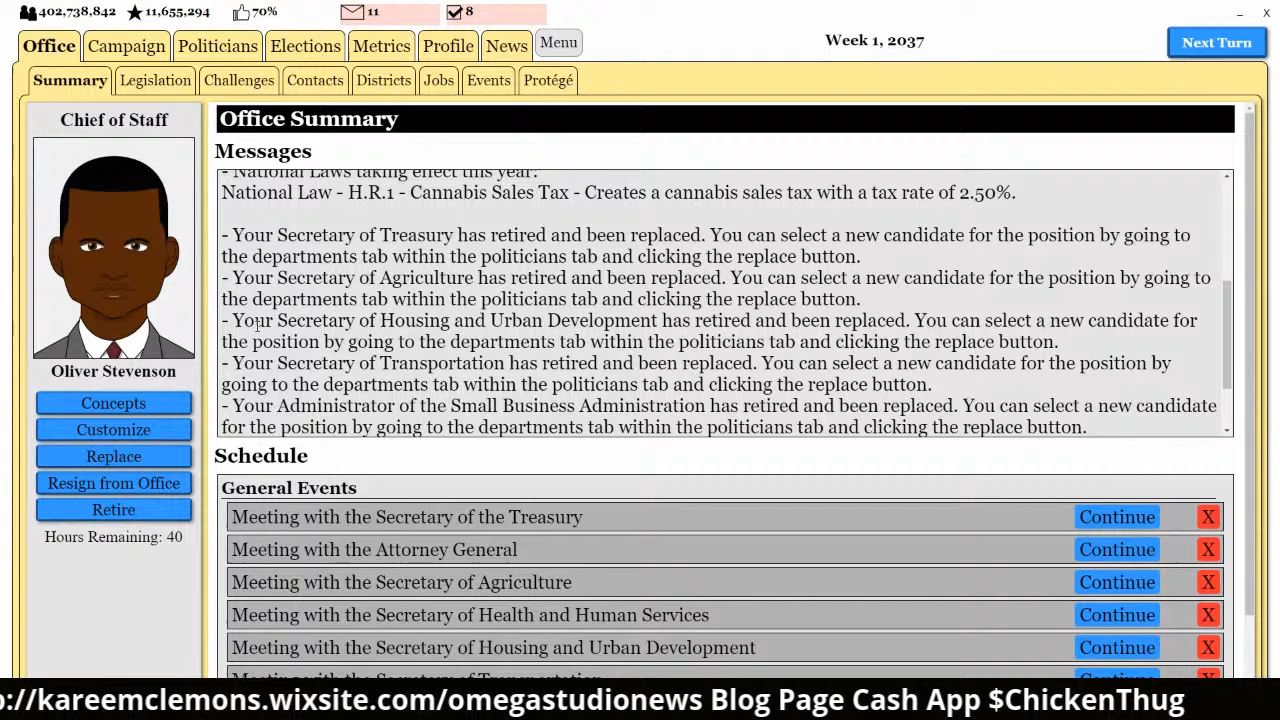 402,738,842 11,655,294 70% 11 8
Office Campaign Politicians Elections Metrics Profile News Menu Week 1, 2037 Next Turn
Summary Legislation Challenges Contacts Districts Jobs Events Protégé
Chief of Staff
Oliver Stevenson
Concepts
Customize
Replace
Resign from Office
Retire
Hours Remaining: 40
Office Summary
Messages
- National Laws taking effect this year:
National Law - H.R.1 - Cannabis Sales Tax - Creates a cannabis sales tax with a tax rate of 2.50%.
- Your Secretary of Treasury has retired and been replaced. You can select a new candidate for the position by going to
the departments tab within the politicians tab and clicking the replace button.
- Your Secretary of Agriculture has retired and been replaced. You can select a new candidate for the position by going to
the departments tab within the politicians tab and clicking the replace button.
- Your Secretary of Housing and Urban Development has retired and been replaced. You can select a new candidate for
the position by going to the departments tab within the politicians tab and clicking the replace button.
- Your Secretary of Transportation has retired and been replaced. You can select a new candidate for the position by
going to the departments tab within the politicians tab and clicking the replace button.
- Your Administrator of the Small Business Administration has retired and been replaced. You can select a new candidate
for the position by going to the departments tab within the politicians tab and clicking the replace button.
Schedule
General Events
Meeting with the Secretary of the Treasury Continue X
Meeting with the Attorney General Continue X
Meeting with the Secretary of Agriculture Continue X
Meeting with the Secretary of Health and Human Services Continue X
Meeting with the Secretary of Housing and Urban Development Continue X
Meeting with the Secretary of Transportation
p://kareemclemons.wixsite.com/omegastudionews Blog Page Cash App $ChickenThug